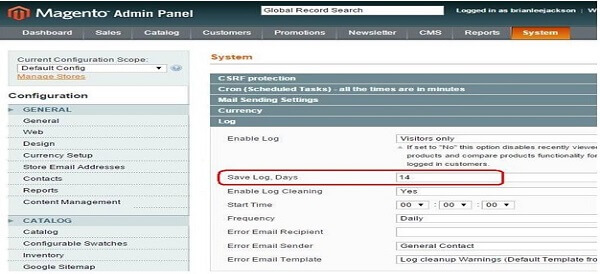 Magento® Admin Panel
Global Record Search
Logged in as brianleejackson
Dashboard Sales Catalog Customers Promotions Newsletter CMS Reports System
Current Configuration Scope:
Default Config
Manage Stores
Configuration
GENERAL
General
Web
Design
Currency Setup
Store Email Addresses
Contacts
Reports
Content Management
CATALOG
Catalog
Configurable Swatches
Inventory
Google Sitemap
System
CSRF protection
Cron (Scheduled Tasks) - all the times are in minutes
Mail Sending Settings
Currency
Log
Enable Log Visitors only
If set to "No" this option disables recently viewed
products and compare products functionality for
logged in customers.
Save Log, Days 14
Enable Log Cleaning Yes
Start Time 00 : 00 : 00
Frequency Daily
Error Email Recipient
Error Email Sender General Contact
Error Email Template Log cleanup Warnings (Default Template from